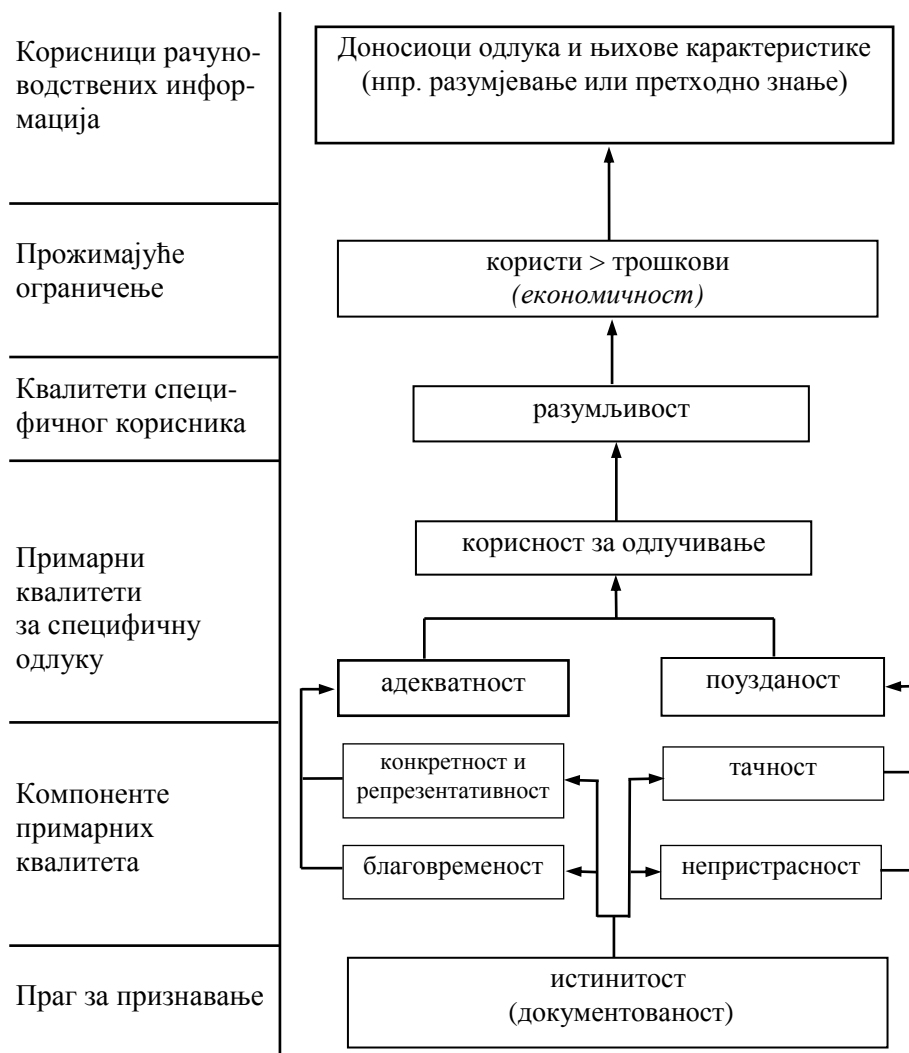 Корисници рачуно-
водствених инфор-
мација
Доносиоци одлука и њихове карактеристике
(нпр. разумјевање или претходно знање)
Прожимајуће
ограничење
користи > трошкови
(економичност)
Квалитети специ-
фичног корисника
разумљивост
Примарни
квалитети
за специфичну
одлуку
корисност за одлучивање
адекватност
поузданост
Компоненте
примарних
квалитета
конкретност и
репрезентативност
тачност
благовременост
непристрасност
Праг за признавање
истинитост
(документованост)